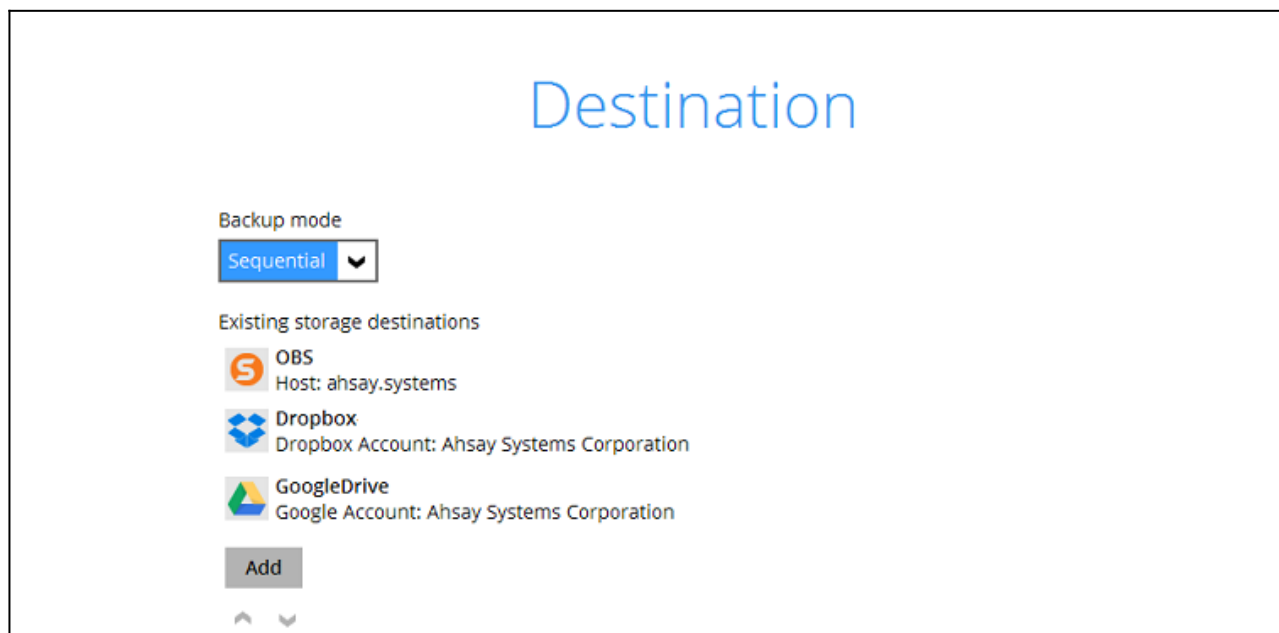 Destination
Backup mode
Sequential
Existing storage destinations
OBS
Host: ahsay.systems
Dropbox
Dropbox Account: Ahsay Systems Corporation
GoogleDrive
Google Account: Ahsay Systems Corporation
Add